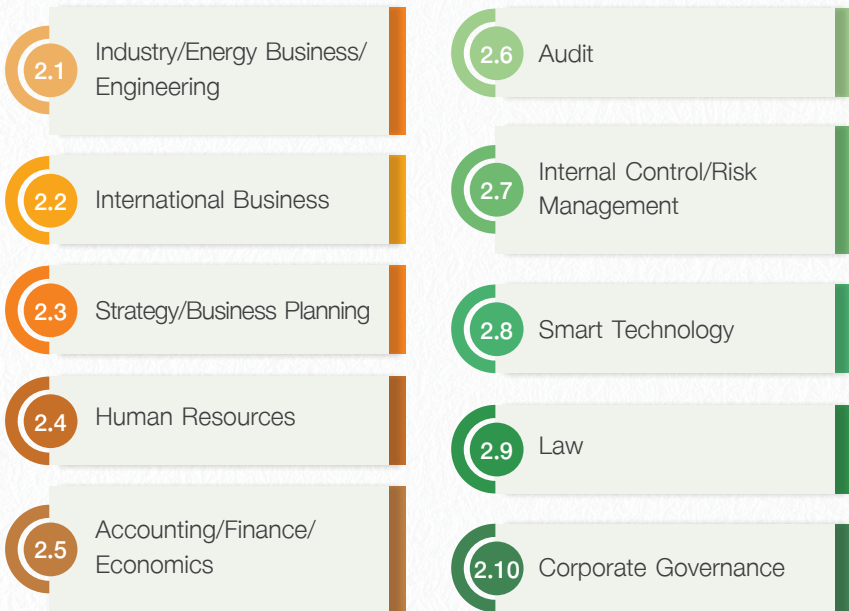 2.1
Industry/Energy Business/
Engineering
2.2
International Business
2.3
Strategy/Business Planning
2.4
Human Resources
2.5
Accounting/Finance/
Economics
2.6
Audit
2.7
Internal Control/Risk
Management
2.8
Smart Technology
2.9
Law
2.10
Corporate Governance